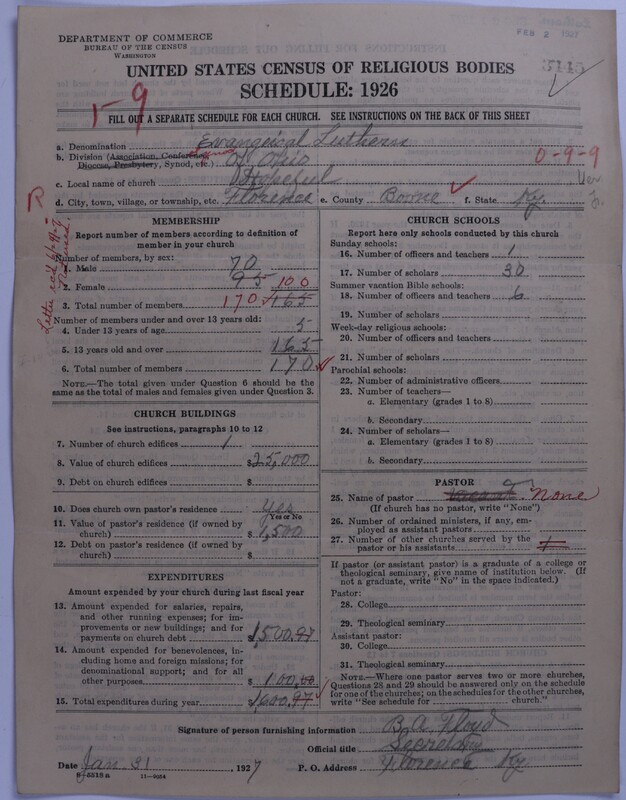 DEPARTMENT OF COMMERCE
BUREAU OF THE CENSUS
WASHINGTON
FEB 2 1927
3145
UNITED STATES CENSUS OF RELIGIOUS BODIES
SCHEDULE: 1926
1-9
FILL OUT A SEPARATE SCHEDULE FOR EACH CHURCH. SEE INSTRUCTIONS ON THE BACK OF THIS SHEET
a. Denomination Evangelical Lutheran
b. Division (Association, Conference, Diocese, Presbytery, Synod, etc.) Of Ohio
0-9-9
c. Local name of church Hopeful
d. City, town, village, or township, etc. Florence e. County Boone f. State Ky.
R
MEMBERSHIP
Report number of members according to definition of
member in your church
Number of members, by sex:
1. Male 70
2. Female 95 100
3. Total number of members 170 165
Number of members under and over 13 years old:
4. Under 13 years of age 5
5. 13 years old and over 165
6. Total number of members 170
NOTE.—The total given under Question 6 should be the
same as the total of males and females given under Question 3.
CHURCH BUILDINGS
See instructions, paragraphs 10 to 12
7. Number of church edifices 1
8. Value of church edifices $25,000
9. Debt on church edifices $
10. Does church own pastor's residence yes
Yes or No
11. Value of pastor's residence (if owned by
church) $1,500
12. Debt on pastor's residence (if owned by
church) $
EXPENDITURES
Amount expended by your church during last fiscal year
13. Amount expended for salaries, repairs,
and other running expenses; for im-
provements or new buildings; and for
payments on church debt $1,500.97
14. Amount expended for benevolences, in-
cluding home and foreign missions; for
denominational support; and for all
other purposes $100.00
15. Total expenditures during year $1600.97
CHURCH SCHOOLS
Report here only schools conducted by this church
Sunday schools:
16. Number of officers and teachers 1
17. Number of scholars 30
Summer vacation Bible schools:
18. Number of officers and teachers 6
19. Number of scholars
Week-day religious schools:
20. Number of officers and teachers
21. Number of scholars
Parochial schools:
22. Number of administrative officers
23. Number of teachers—
a. Elementary (grades 1 to 8)
b. Secondary
24. Number of scholars—
a. Elementary (grades 1 to 8)
b. Secondary
PASTOR
25. Name of pastor None
(If church has no pastor, write "None")
26. Number of ordained ministers, if any, em-
ployed as assistant pastors
27. Number of other churches served by the
pastor or his assistants
If pastor (or assistant pastor) is a graduate of a college or
theological seminary, give name of institution below. (If
not a graduate, write "No" in the space indicated.)
Pastor:
28. College
29. Theological seminary
Assistant pastor:
30. College
31. Theological seminary
NOTE.—Where one pastor serves two or more churches,
Questions 28 and 29 should be answered only on the schedule
for one of the churches; on the schedules for the other churches,
write "See schedule for church."
Signature of person furnishing information B. A. Floyd
Official title Secretary
Date Jan 31 1927 P. O. Address Florence Ky.
8-5218a 11-9054